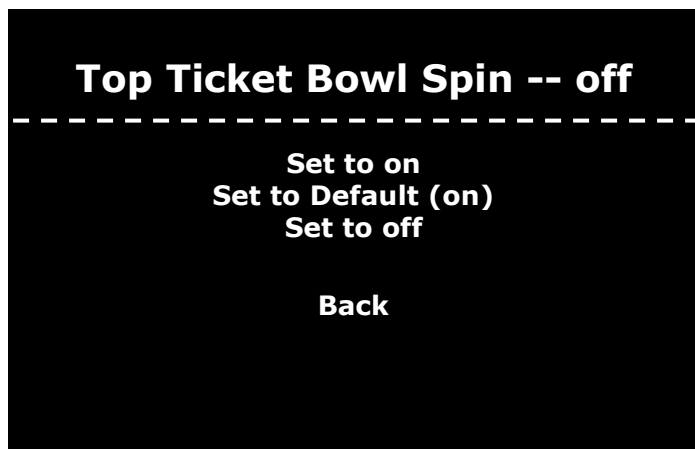 Top Ticket Bowl Spin -- off
Set to on
Set to Default (on)
Set to off
Back